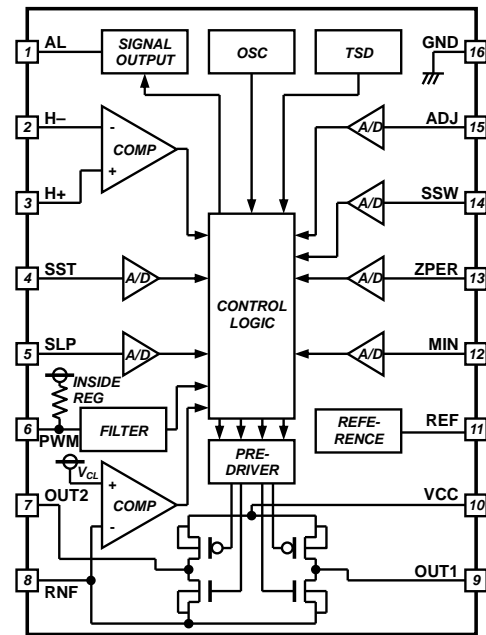 AL
SIGNAL
OUTPUT
OSC
TSD
GND
1
16
2
H–
-
COMP
+
A/D
ADJ
15
3
H+
A/D
SSW
14
4
SST
A/D
CONTROL
LOGIC
A/D
ZPER
13
5
SLP
A/D
A/D
MIN
12
INSIDE
REG
6
PWM
FILTER
REFE-
RENCE
REF
11
VCL
+
COMP
-
PRE-
DRIVER
OUT2
7
VCC
10
8
RNF
OUT1
9